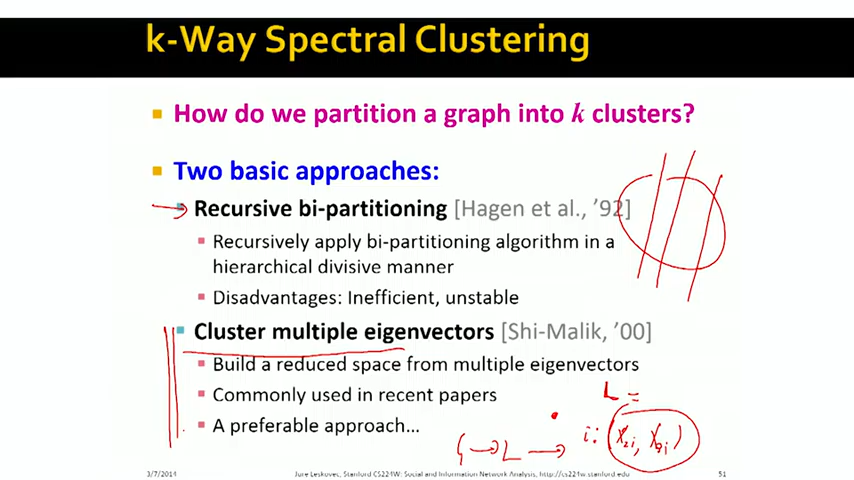 k-Way Spectral Clustering
How do we partition a graph into k clusters?
Two basic approaches:
Recursive bi-partitioning [Hagen et al., ’92]
Recursively apply bi-partitioning algorithm in a
hierarchical divisive manner
Disadvantages: Inefficient, unstable
Cluster multiple eigenvectors [Shi-Malik, ’00]
Build a reduced space from multiple eigenvectors
Commonly used in recent papers
L =
A preferable approach…
G → L → i: (x2i, x3i)
3/7/2014 Jure Leskovec, Stanford CS224W: Social and Information Network Analysis, http://cs224w.stanford.edu 51